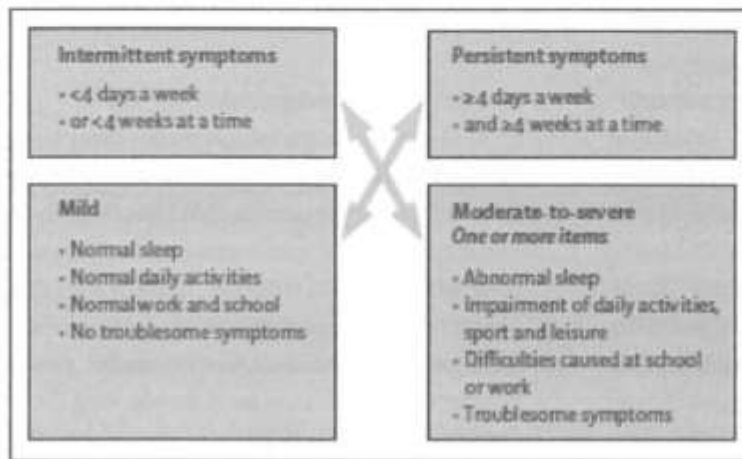 Intermittent symptoms
- <4 days a week
- or <4 weeks at a time
Persistent symptoms
- ≥4 days a week
- and ≥4 weeks at a time
Mild
- Normal sleep
- Normal daily activities
- Normal work and school
- No troublesome symptoms
Moderate-to-severe
One or more items
- Abnormal sleep
- Impairment of daily activities,
sport and leisure
- Difficulties caused at school
or work
- Troublesome symptoms